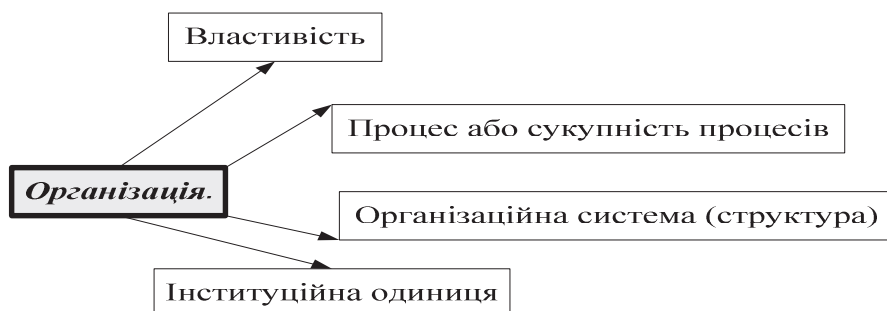 Властивість
Процес або сукупність процесів
Організація.
Організаційна система (структура)
Інституційна одиниця